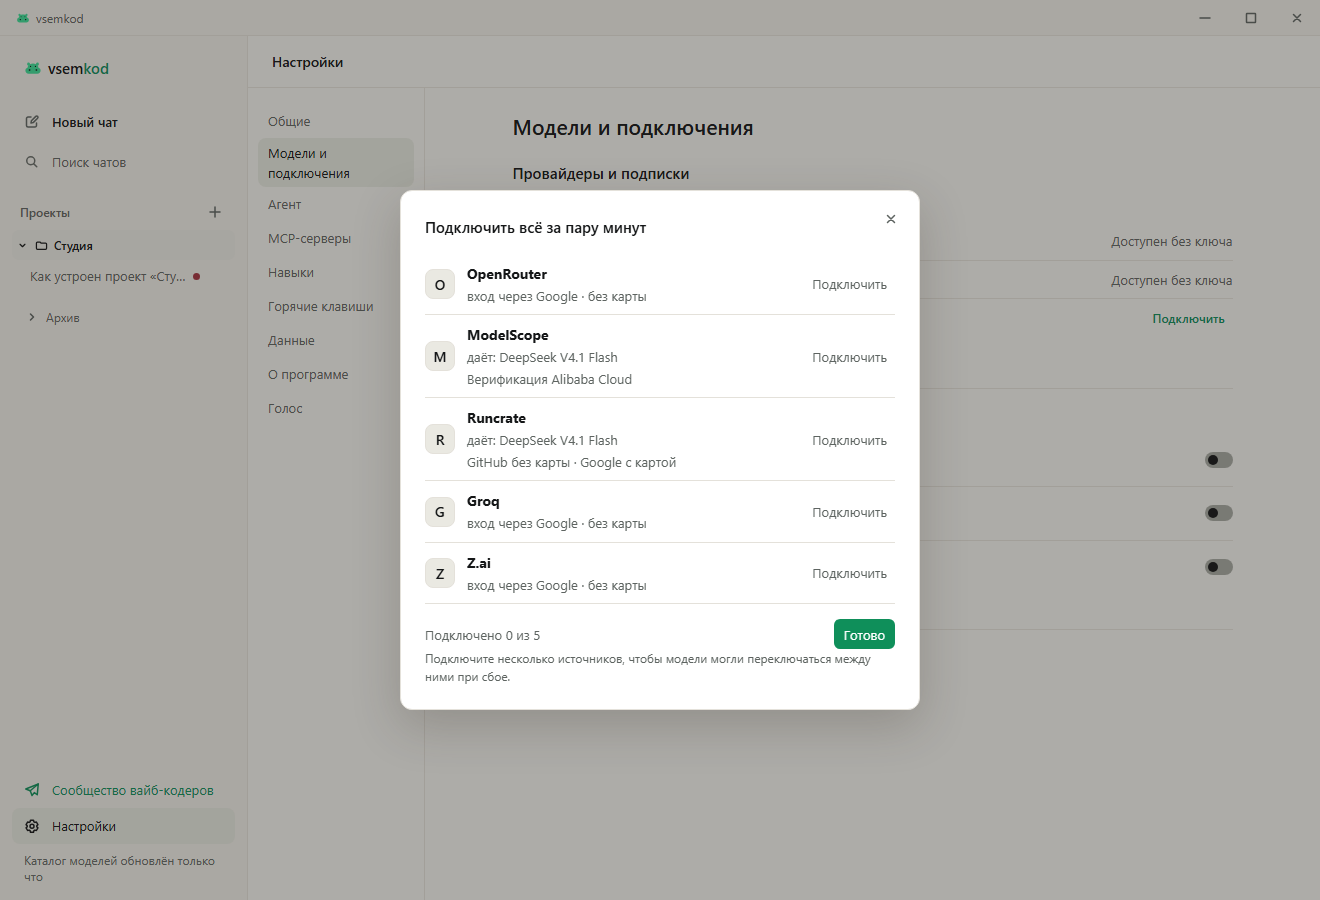 vsemkod
vsemkod
Новый чат
Поиск чатов
Проекты
Студия
Как устроен проект «Сту...
Архив
Сообщество вайб-кодеров
Настройки
Каталог моделей обновлён только
что
Настройки
Общие
Модели и
подключения
Агент
MCP-серверы
Навыки
Горячие клавиши
Данные
О программе
Голос
Модели и подключения
Провайдеры и подписки
Доступен без ключа
Доступен без ключа
Подключить
Подключить всё за пару минут
O
OpenRouter
вход через Google · без карты
Подключить
M
ModelScope
даёт: DeepSeek V4.1 Flash
Верификация Alibaba Cloud
Подключить
R
Runcrate
даёт: DeepSeek V4.1 Flash
GitHub без карты · Google с картой
Подключить
G
Groq
вход через Google · без карты
Подключить
Z
Z.ai
вход через Google · без карты
Подключить
Подключено 0 из 5
Готово
Подключите несколько источников, чтобы модели могли переключаться между
ними при сбое.